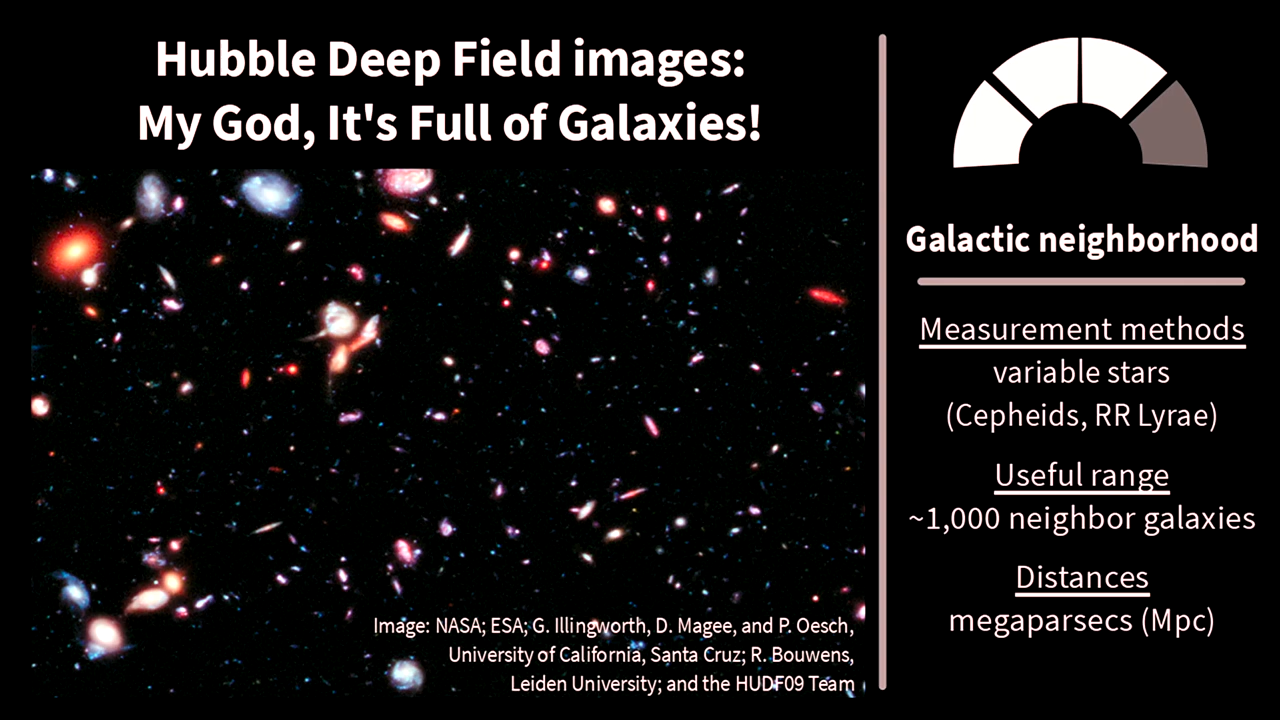 Hubble Deep Field images:
My God, It's Full of Galaxies!
Image: NASA; ESA; G. Illingworth, D. Magee, and P. Oesch,
University of California, Santa Cruz; R. Bouwens,
Leiden University; and the HUDF09 Team
Galactic neighborhood
Measurement methods
variable stars
(Cepheids, RR Lyrae)
Useful range
~1,000 neighbor galaxies
Distances
megaparsecs (Mpc)